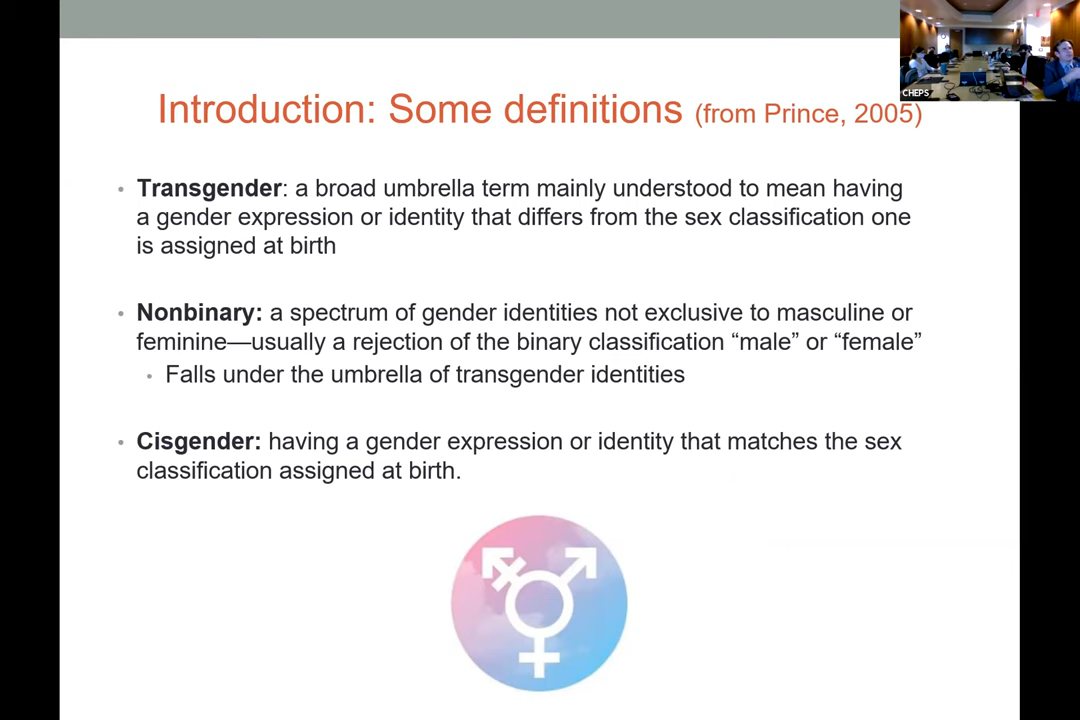 CHEPS
Introduction: Some definitions (from Prince, 2005)
• Transgender: a broad umbrella term mainly understood to mean having
a gender expression or identity that differs from the sex classification one
is assigned at birth
• Nonbinary: a spectrum of gender identities not exclusive to masculine or
feminine—usually a rejection of the binary classification “male” or “female”
• Falls under the umbrella of transgender identities
• Cisgender: having a gender expression or identity that matches the sex
classification assigned at birth.